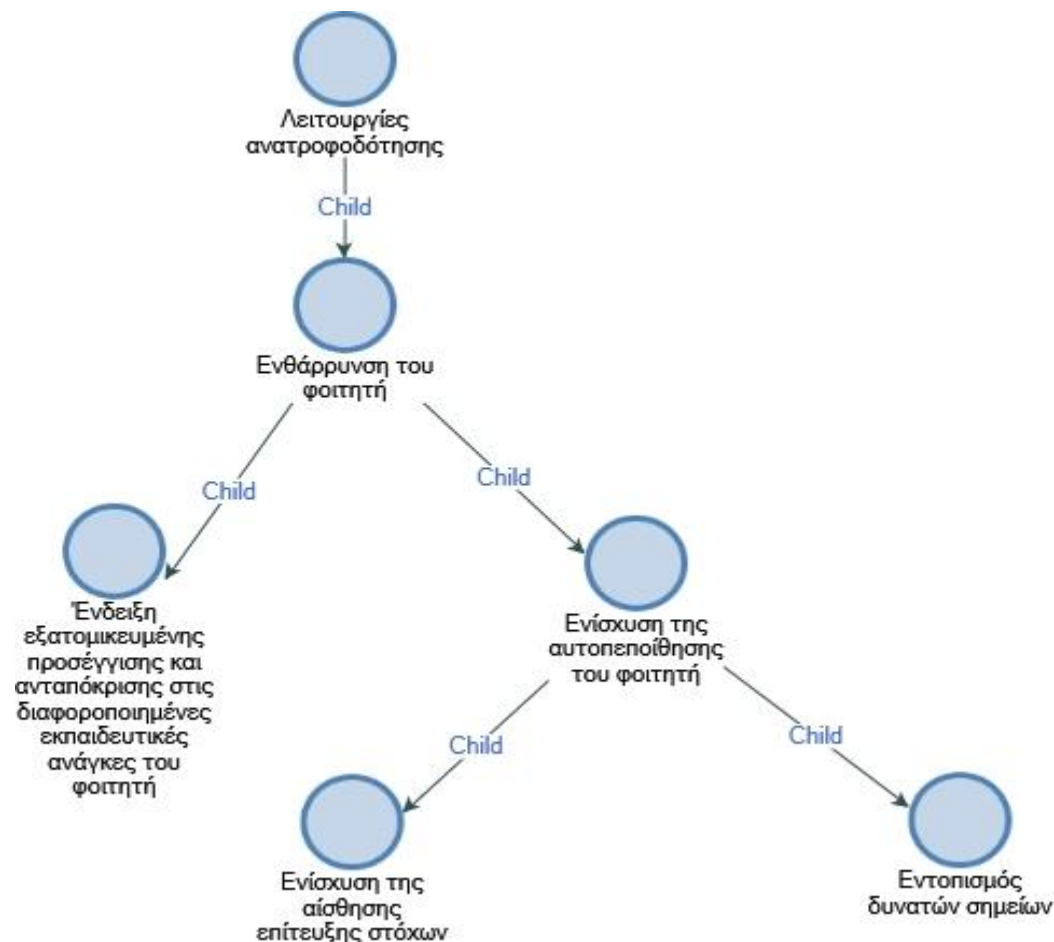 Λειτουργίες
ανατροφοδότησης
Child
Ενθάρρυνση του
φοιτητή
Child
Child
Ένδειξη
εξατομικευμένης
προσέγγισης και
ανταπόκρισης στις
διαφοροποιημένες
εκπαιδευτικές
ανάγκες του
φοιτητή
Ενίσχυση της
αυτοπεποίθησης
του φοιτητή
Child
Child
Ενίσχυση της
αίσθησης
επίτευξης στόχων
Εντοπισμός
δυνατών σημείων